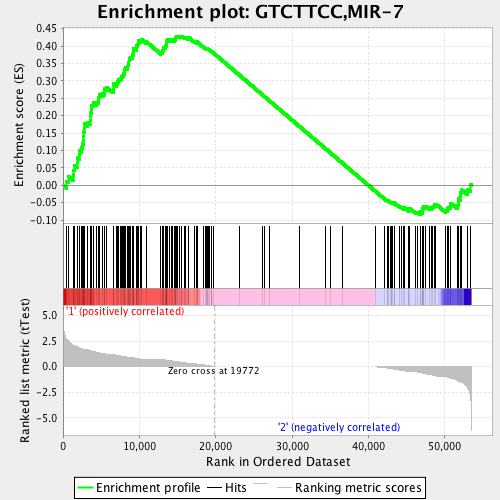 Enrichment plot: GTCTTCC,MIR-7
Enrichment score (ES)
0.45
0.40
0.35
0.30
0.25
0.20
0.15
0.10
0.05
0.00
-0.05
-0.10
'1' (positively correlated)
Ranked list metric (tTest)
5.0
2.5
0.0
-2.5
-5.0
Zero cross at 19772
'2' (negatively correlated)
0
10,000
20,000
30,000
40,000
50,000
Rank in Ordered Dataset
Enrichment profile
Hits
Ranking metric scores